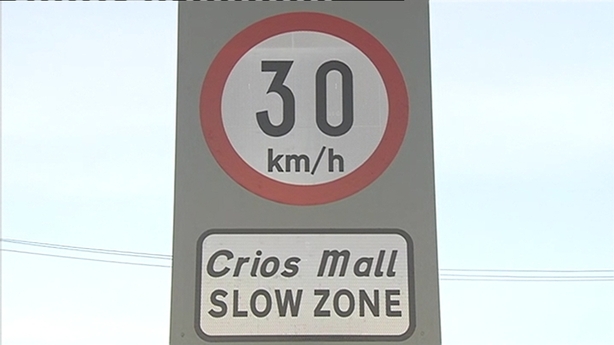 30
km/h
Crios Mall
SLOW ZONE